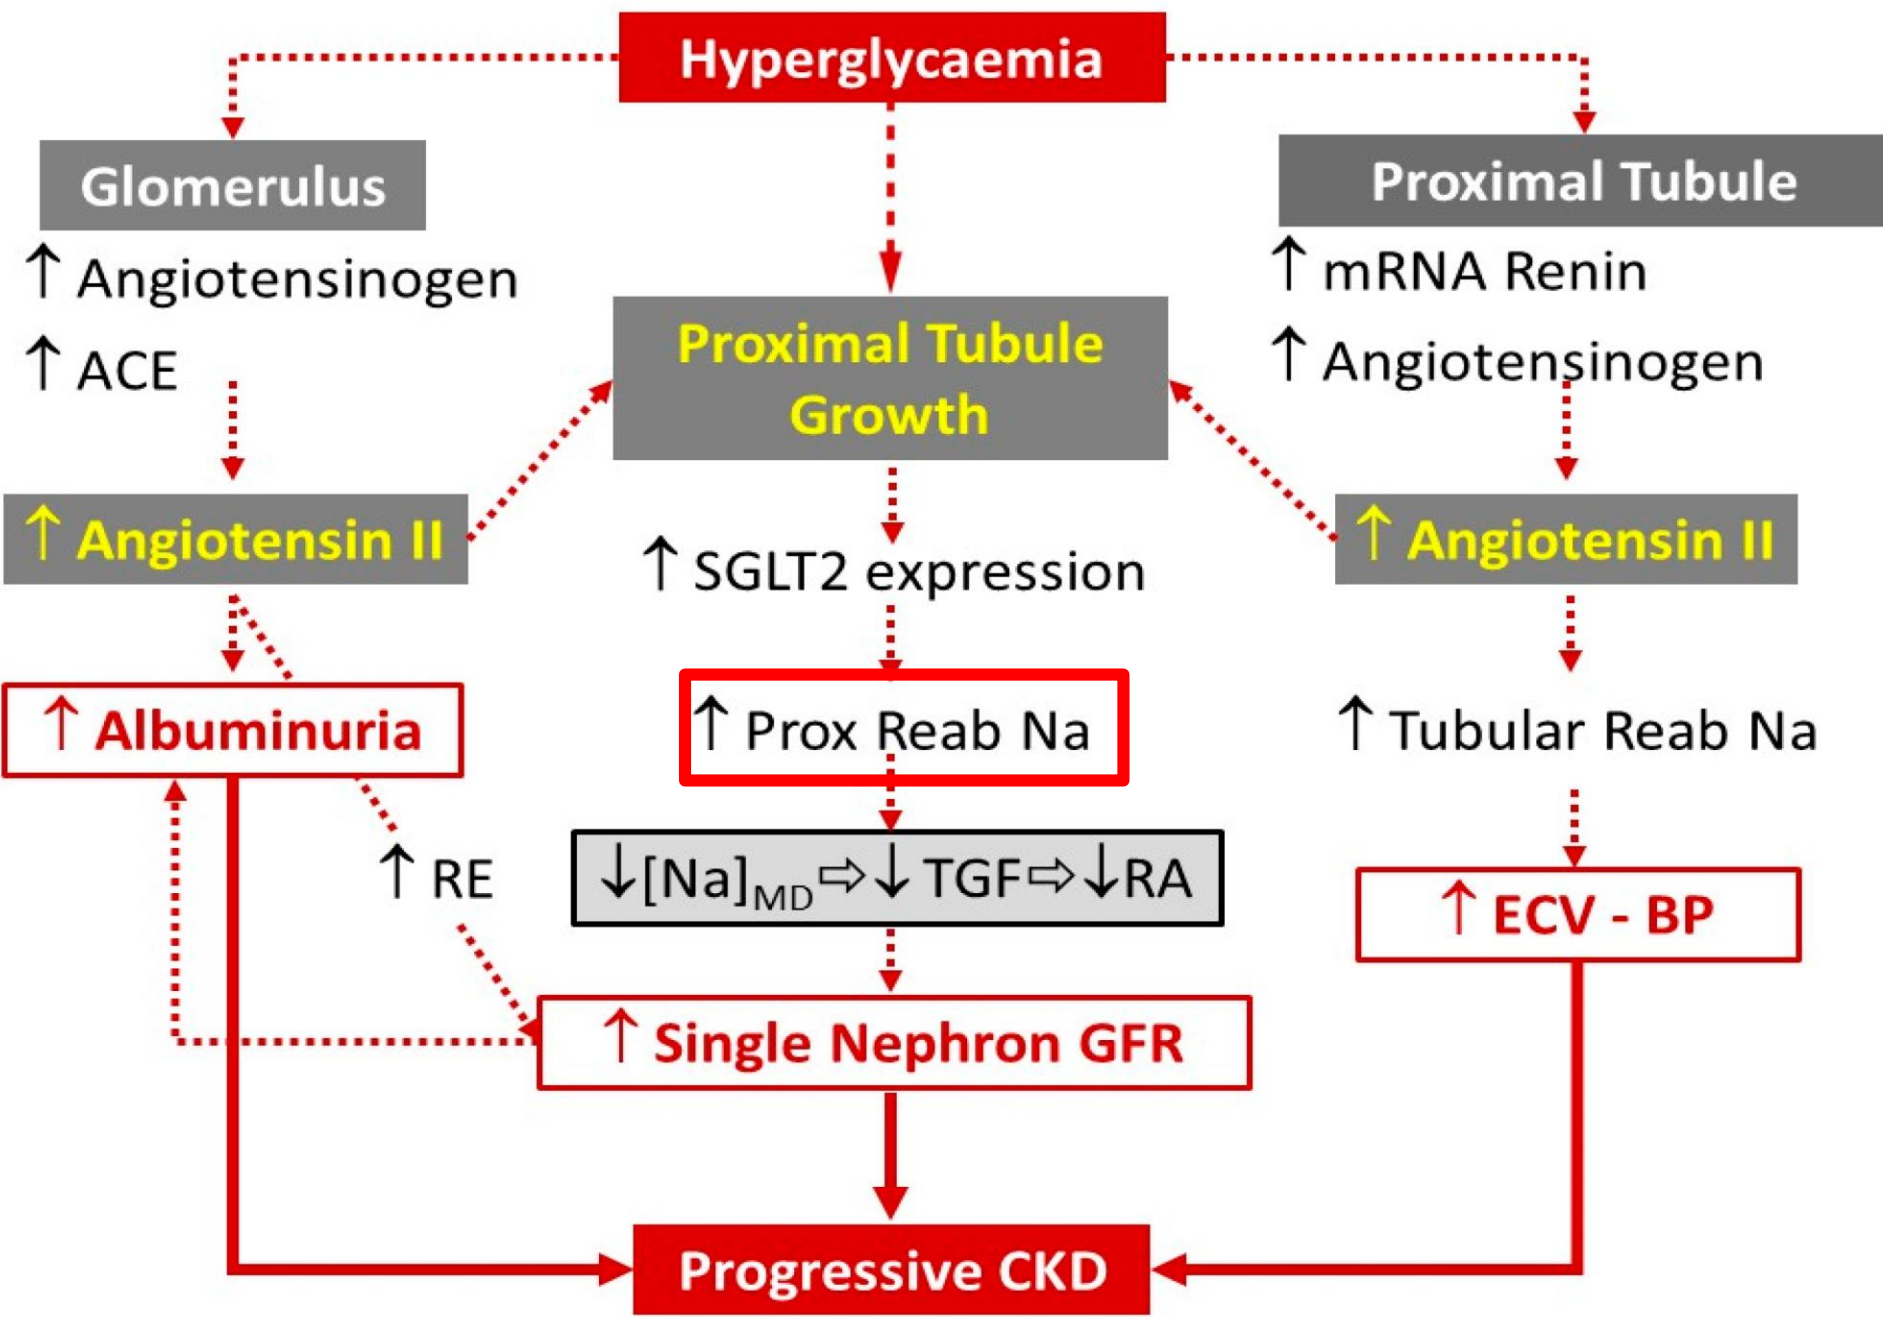 Hyperglycaemia
Glomerulus
↑ Angiotensinogen
↑ ACE
↑ Angiotensin II
↑ Albuminuria
↑ RE
Proximal Tubule
Growth
↑ SGLT2 expression
↑ Prox Reab Na
↓[Na]MD⇨↓TGF⇨↓RA
↑ Single Nephron GFR
Proximal Tubule
↑ mRNA Renin
↑ Angiotensinogen
↑ Angiotensin II
↑ Tubular Reab Na
↑ ECV - BP
Progressive CKD